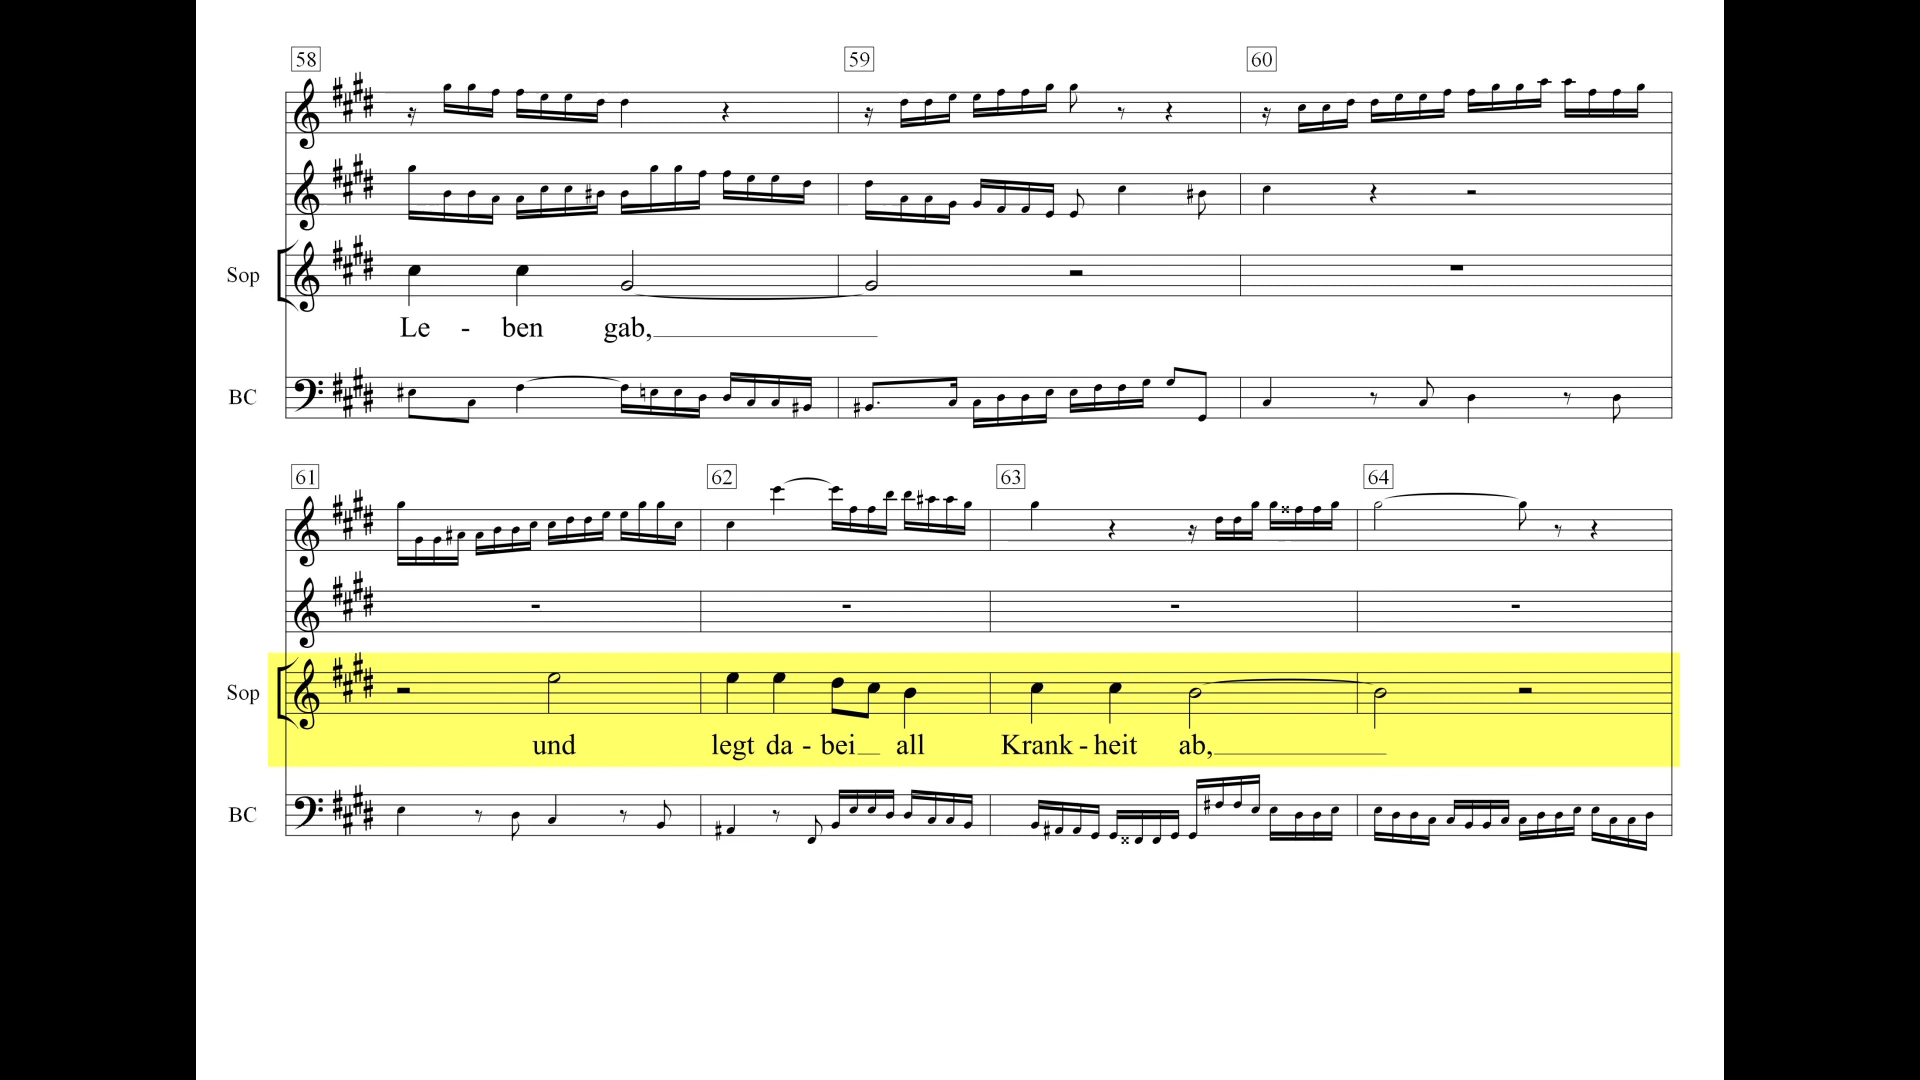 58 59 60
Sop
Le - ben gab,
BC
61 62 63 64
Sop
und legt da - bei all Krank - heit ab,
BC